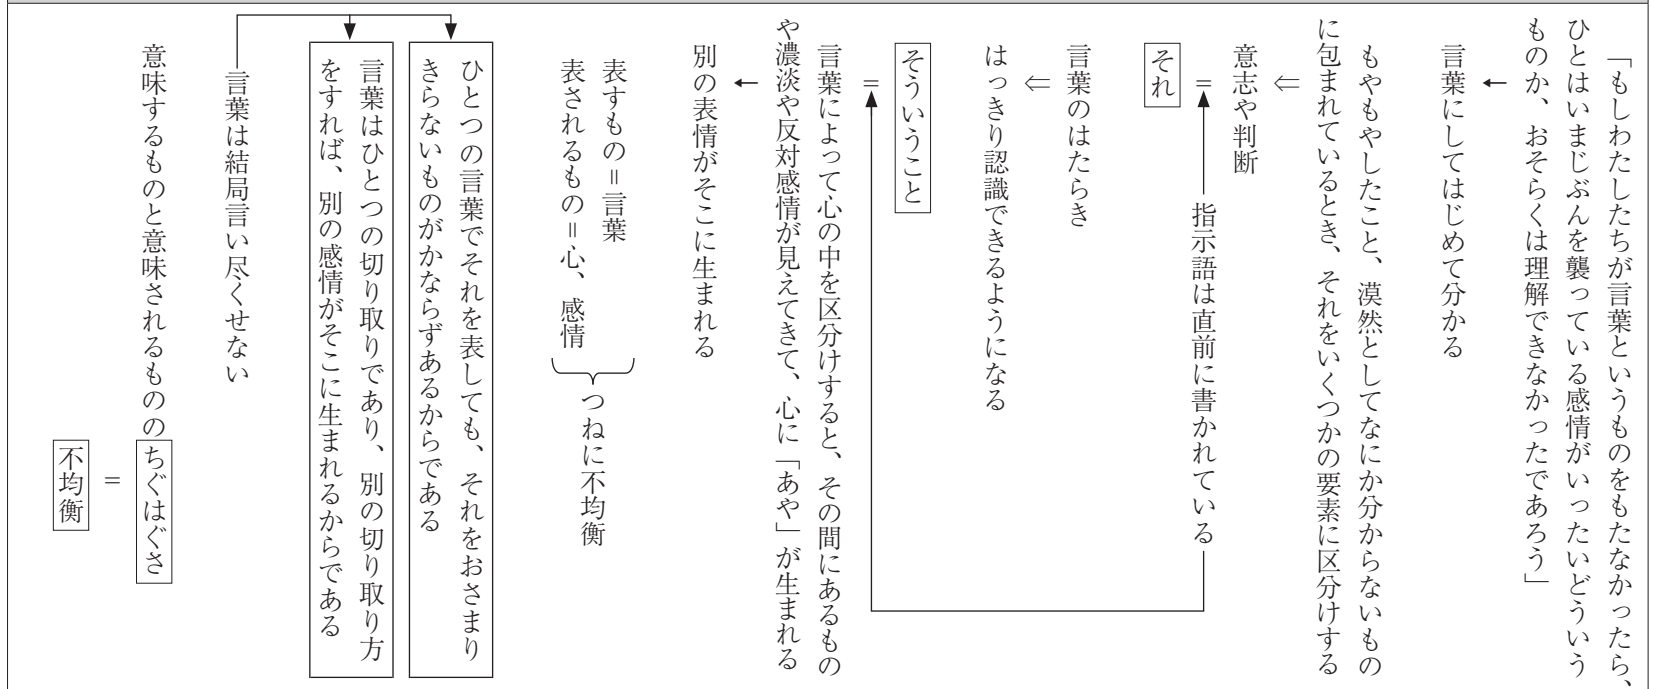 「もしわたしたちが言葉というものをもたなかったら、
ひとはいまじぶんを襲っている感情がいったいどういう
ものか、おそらくは理解できなかったであろう」
←
言葉にしてはじめて分かる
もやもやしたこと、漠然としてなにか分からないもの
に包まれているとき、それをいくつかの要素に区分けする
⇐
意志や判断
=
指示語は直前に書かれている
それ
言葉のはたらき
⇐
はっきり認識できるようになる
そういうこと
=
言葉によって心の中を区分けすると、その間にあるもの
や濃淡や反対感情が見えてきて、心に「あや」が生まれる
←
別の表情がそこに生まれる
表すもの=言葉
表されるもの=心、感情
つねに不均衡
ひとつの言葉でそれを表しても、それをおさまり
きらないものがかならずあるからである
言葉はひとつの切り取りであり、別の切り取り方
をすれば、別の感情がそこに生まれるからである
言葉は結局言い尽くせない
意味するものと意味されるもののちぐはぐさ
=
不均衡